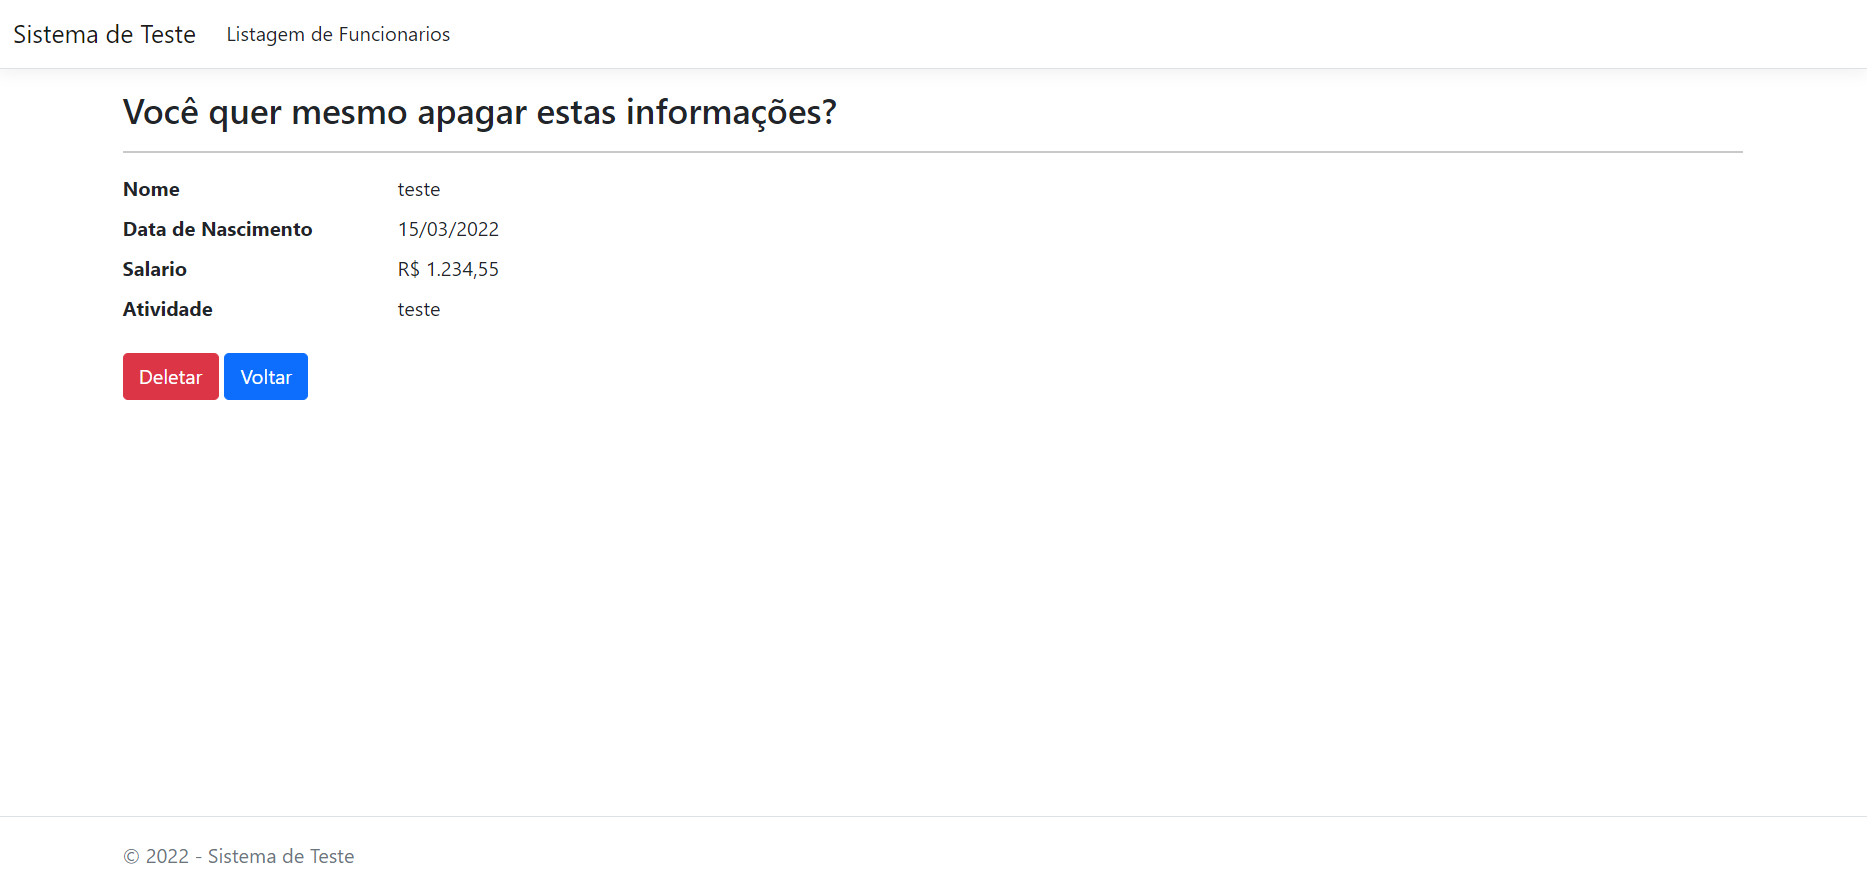 Sistema de Teste Listagem de Funcionarios
Você quer mesmo apagar estas informações?
Nome teste
Data de Nascimento 15/03/2022
Salario R$ 1.234,55
Atividade teste
Deletar Voltar
© 2022 - Sistema de Teste